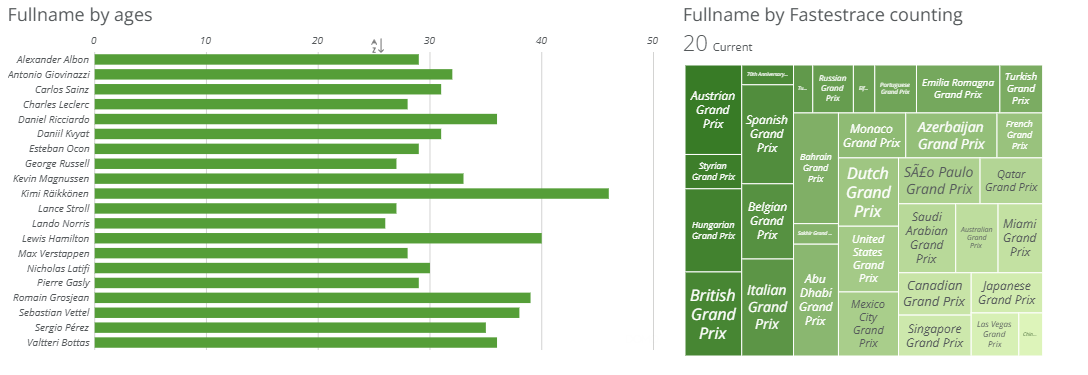 Fullname by ages
0
10
20
30
40
50
A
Z
Alexander Albon
Antonio Giovinazzi
Carlos Sainz
Charles Leclerc
Daniel Ricciardo
Daniil Kvyat
Esteban Ocon
George Russell
Kevin Magnussen
Kimi Räikkönen
Lance Stroll
Lando Norris
Lewis Hamilton
Max Verstappen
Nicholas Latifi
Pierre Gasly
Romain Grosjean
Sebastian Vettel
Sergio Pérez
Valtteri Bottas
Fullname by Fastestrace counting
20 Current
Austrian
Grand
Prix
Styrian
Grand Prix
Hungarian
Grand Prix
British
Grand
Prix
70th Anniversary...
Spanish
Grand
Prix
Belgian
Grand
Prix
Italian
Grand
Prix
Tu...
Russian
Grand
Prix
Eif...
Portuguese
Grand Prix
Emilia Romagna
Grand Prix
Turkish
Grand
Prix
Bahrain
Grand
Prix
Sakhir Grand ...
Abu
Dhabi
Grand
Prix
Monaco
Grand Prix
Azerbaijan
Grand Prix
French
Grand
Prix
Dutch
Grand
Prix
SÃ£o Paulo
Grand Prix
Qatar
Grand Prix
United
States
Grand
Prix
Mexico
City
Grand
Prix
Saudi
Arabian
Grand
Prix
Australian
Grand
Prix
Miami
Grand
Prix
Canadian
Grand Prix
Japanese
Grand Prix
Singapore
Grand Prix
Las Vegas
Grand
Prix
Chin...